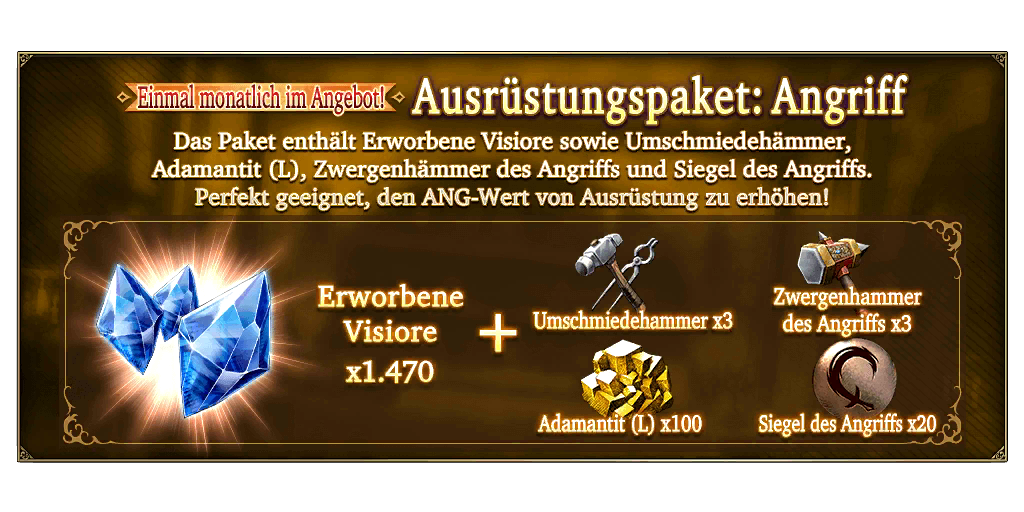 Einmal monatlich im Angebot!
Ausrüstungspaket: Angriff
Das Paket enthält Erworbene Visiore sowie Umschmiedehämmer,
Adamantit (L), Zwergenhämmer des Angriffs und Siegel des Angriffs.
Perfekt geeignet, den ANG-Wert von Ausrüstung zu erhöhen!
Erworbene
Visiore
x1.470
+
Umschmiedehammer x3
Zwergenhammer
des Angriffs x3
Adamantit (L) x100
Siegel des Angriffs x20